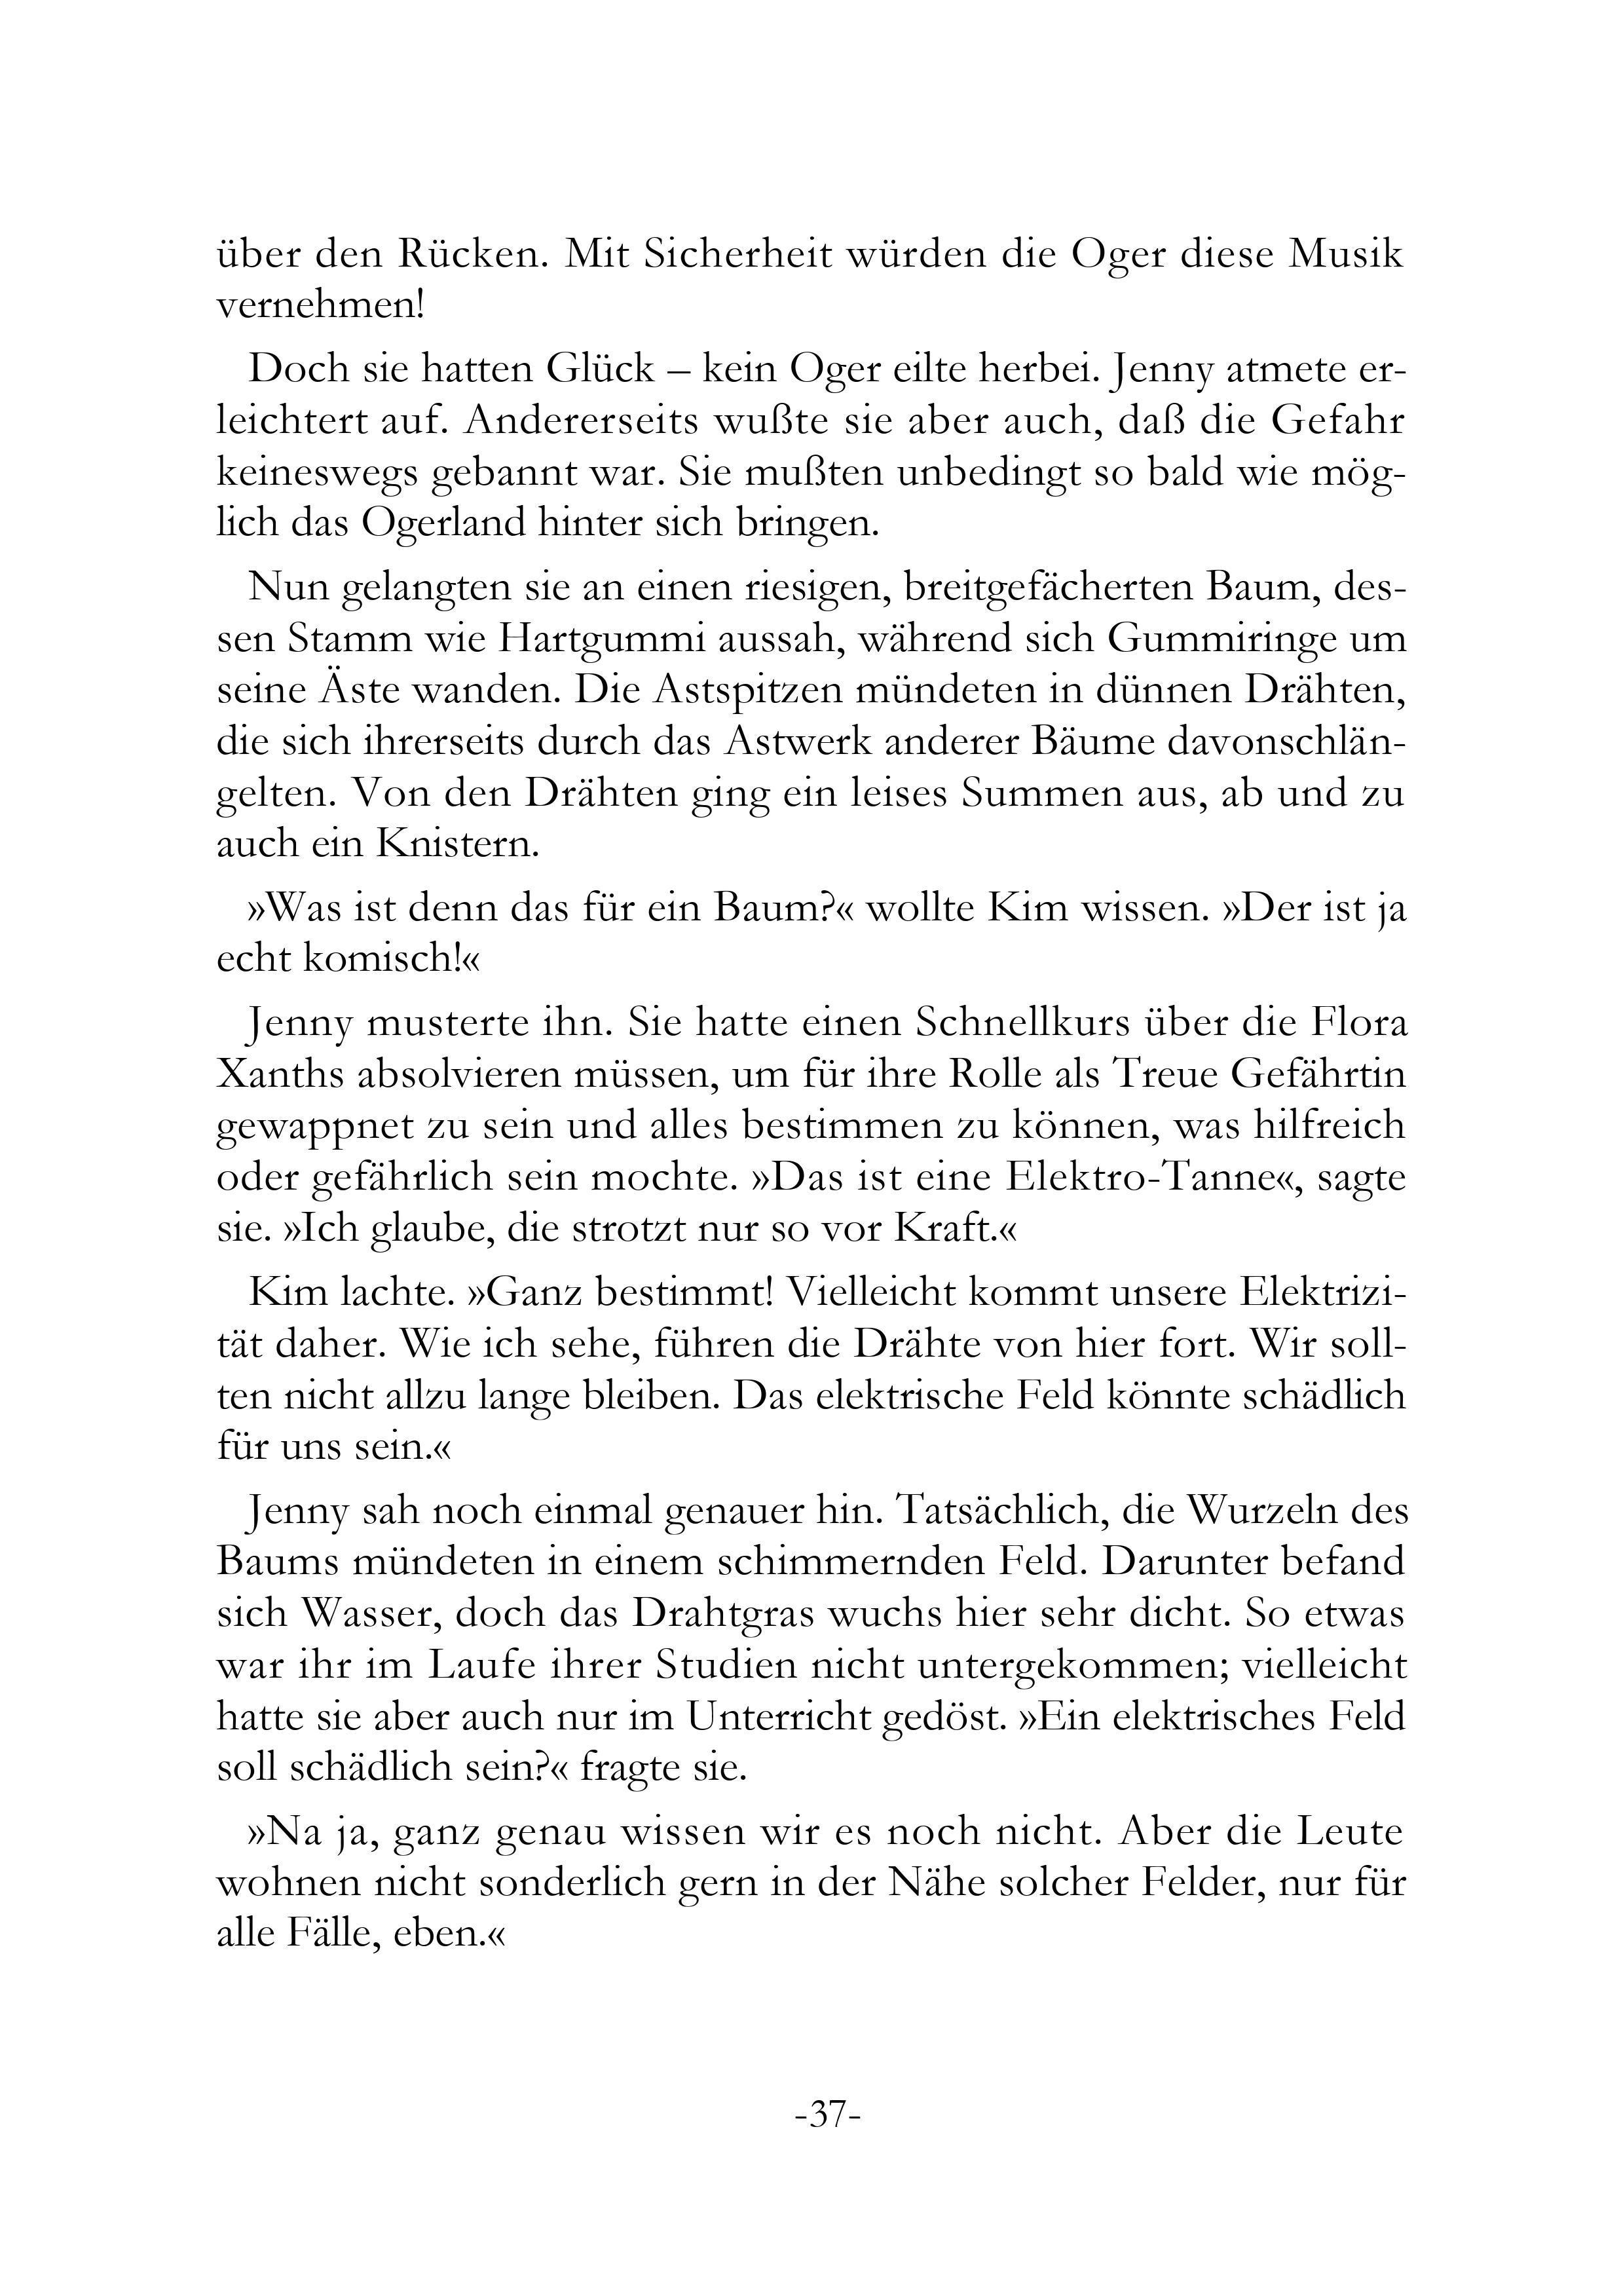 über den Rücken. Mit Sicherheit würden die Oger diese Musik
vernehmen!
Doch sie hatten Glück – kein Oger eilte herbei. Jenny atmete er-
leichtert auf. Andererseits wußte sie aber auch, daß die Gefahr
keineswegs gebannt war. Sie mußten unbedingt so bald wie mög-
lich das Ogerland hinter sich bringen.
Nun gelangten sie an einen riesigen, breitgefächerten Baum, des-
sen Stamm wie Hartgummi aussah, während sich Gummiringe um
seine Äste wanden. Die Astspitzen mündeten in dünnen Drähten,
die sich ihrerseits durch das Astwerk anderer Bäume davonschlän-
gelten. Von den Drähten ging ein leises Summen aus, ab und zu
auch ein Knistern.
»Was ist denn das für ein Baum?« wollte Kim wissen. »Der ist ja
echt komisch!«
Jenny musterte ihn. Sie hatte einen Schnellkurs über die Flora
Xanths absolvieren müssen, um für ihre Rolle als Treue Gefährtin
gewappnet zu sein und alles bestimmen zu können, was hilfreich
oder gefährlich sein mochte. »Das ist eine Elektro-Tanne«, sagte
sie. »Ich glaube, die strotzt nur so vor Kraft.«
Kim lachte. »Ganz bestimmt! Vielleicht kommt unsere Elektrizi-
tät daher. Wie ich sehe, führen die Drähte von hier fort. Wir soll-
ten nicht allzu lange bleiben. Das elektrische Feld könnte schädlich
für uns sein.«
Jenny sah noch einmal genauer hin. Tatsächlich, die Wurzeln des
Baums mündeten in einem schimmernden Feld. Darunter befand
sich Wasser, doch das Drahtgras wuchs hier sehr dicht. So etwas
war ihr im Laufe ihrer Studien nicht untergekommen; vielleicht
hatte sie aber auch nur im Unterricht gedöst. »Ein elektrisches Feld
soll schädlich sein?« fragte sie.
»Na ja, ganz genau wissen wir es noch nicht. Aber die Leute
wohnen nicht sonderlich gern in der Nähe solcher Felder, nur für
alle Fälle, eben.«
-37-